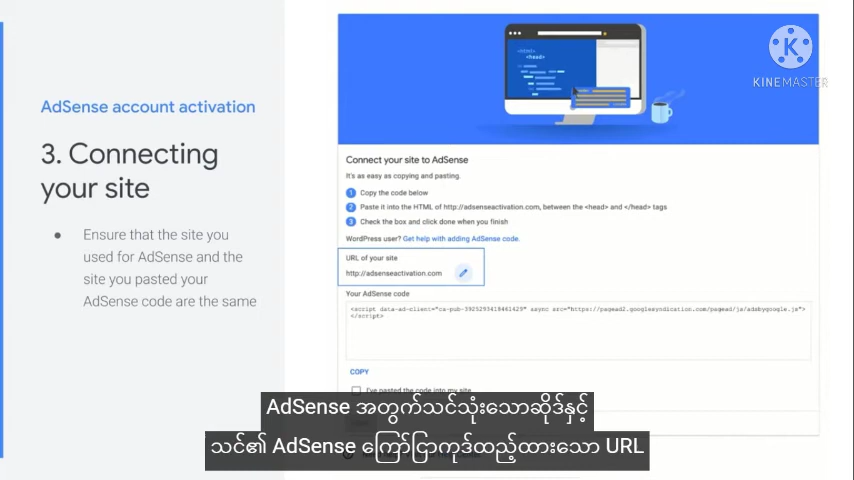 AdSense account activation
3. Connecting
your site
Ensure that the site you
used for AdSense and the
site you pasted your
AdSense code are the same
<html>
<head>
KINEMASTER
Connect your site to AdSense
It's as easy as copying and pasting.
1 Copy the code below
2 Paste it into the HTML of http://adsenseactivation.com, between the <head> and </head> tags
3 Check the box and click done when you finish
WordPress user? Get help with adding AdSense code.
URL of your site
http://adsenseactivation.com
Your AdSense code
<script data-ad-client="ca-pub-3925293418461429" async src="https://pagead2.googlesyndication.com/pagead/js/adsbygoogle.js">
</script>
COPY
I've pasted the code into my site
AdSense အတွက်သင်သုံးသောဆိုဒ်နှင့်
သင်၏ AdSense ကြော်ငြာကုဒ်ထည့်ထားသော URL